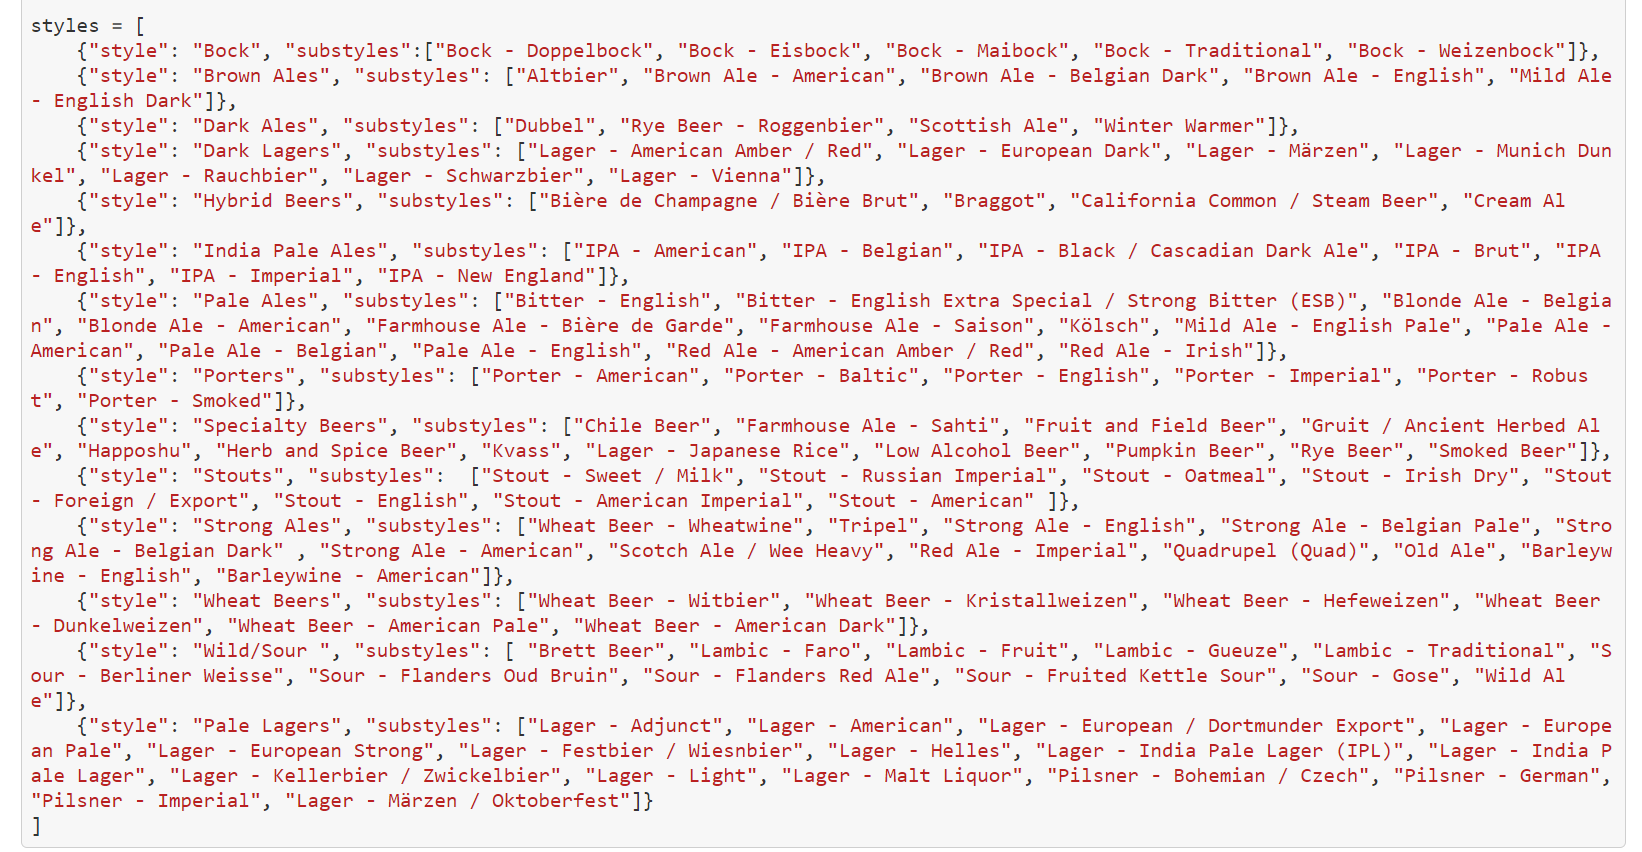 styles = [
    {"style": "Bock", "substyles":["Bock - Doppelbock", "Bock - Eisbock", "Bock - Maibock", "Bock - Traditional", "Bock - Weizenbock"]},
    {"style": "Brown Ales", "substyles": ["Altbier", "Brown Ale - American", "Brown Ale - Belgian Dark", "Brown Ale - English", "Mild Ale
- English Dark"]},
    {"style": "Dark Ales", "substyles": ["Dubbel", "Rye Beer - Roggenbier", "Scottish Ale", "Winter Warmer"]},
    {"style": "Dark Lagers", "substyles": ["Lager - American Amber / Red", "Lager - European Dark", "Lager - Märzen", "Lager - Munich Dun
kel", "Lager - Rauchbier", "Lager - Schwarzbier", "Lager - Vienna"]},
    {"style": "Hybrid Beers", "substyles": ["Bière de Champagne / Bière Brut", "Braggot", "California Common / Steam Beer", "Cream Al
e"]},
    {"style": "India Pale Ales", "substyles": ["IPA - American", "IPA - Belgian", "IPA - Black / Cascadian Dark Ale", "IPA - Brut", "IPA
- English", "IPA - Imperial", "IPA - New England"]},
    {"style": "Pale Ales", "substyles": ["Bitter - English", "Bitter - English Extra Special / Strong Bitter (ESB)", "Blonde Ale - Belgia
n", "Blonde Ale - American", "Farmhouse Ale - Bière de Garde", "Farmhouse Ale - Saison", "Kölsch", "Mild Ale - English Pale", "Pale Ale -
American", "Pale Ale - Belgian", "Pale Ale - English", "Red Ale - American Amber / Red", "Red Ale - Irish"]},
    {"style": "Porters", "substyles": ["Porter - American", "Porter - Baltic", "Porter - English", "Porter - Imperial", "Porter - Robus
t", "Porter - Smoked"]},
    {"style": "Specialty Beers", "substyles": ["Chile Beer", "Farmhouse Ale - Sahti", "Fruit and Field Beer", "Gruit / Ancient Herbed Al
e", "Happoshu", "Herb and Spice Beer", "Kvass", "Lager - Japanese Rice", "Low Alcohol Beer", "Pumpkin Beer", "Rye Beer", "Smoked Beer"]},
    {"style": "Stouts", "substyles":  ["Stout - Sweet / Milk", "Stout - Russian Imperial", "Stout - Oatmeal", "Stout - Irish Dry", "Stout
- Foreign / Export", "Stout - English", "Stout - American Imperial", "Stout - American" ]},
    {"style": "Strong Ales", "substyles": ["Wheat Beer - Wheatwine", "Tripel", "Strong Ale - English", "Strong Ale - Belgian Pale", "Stro
ng Ale - Belgian Dark" , "Strong Ale - American", "Scotch Ale / Wee Heavy", "Red Ale - Imperial", "Quadrupel (Quad)", "Old Ale", "Barleyw
ine - English", "Barleywine - American"]},
    {"style": "Wheat Beers", "substyles": ["Wheat Beer - Witbier", "Wheat Beer - Kristallweizen", "Wheat Beer - Hefeweizen", "Wheat Beer
- Dunkelweizen", "Wheat Beer - American Pale", "Wheat Beer - American Dark"]},
    {"style": "Wild/Sour ", "substyles": [ "Brett Beer", "Lambic - Faro", "Lambic - Fruit", "Lambic - Gueuze", "Lambic - Traditional", "S
our - Berliner Weisse", "Sour - Flanders Oud Bruin", "Sour - Flanders Red Ale", "Sour - Fruited Kettle Sour", "Sour - Gose", "Wild Al
e"]},
    {"style": "Pale Lagers", "substyles": ["Lager - Adjunct", "Lager - American", "Lager - European / Dortmunder Export", "Lager - Europe
an Pale", "Lager - European Strong", "Lager - Festbier / Wiesnbier", "Lager - Helles", "Lager - India Pale Lager (IPL)", "Lager - India P
ale Lager", "Lager - Kellerbier / Zwickelbier", "Lager - Light", "Lager - Malt Liquor", "Pilsner - Bohemian / Czech", "Pilsner - German",
"Pilsner - Imperial", "Lager - Märzen / Oktoberfest"]}
]